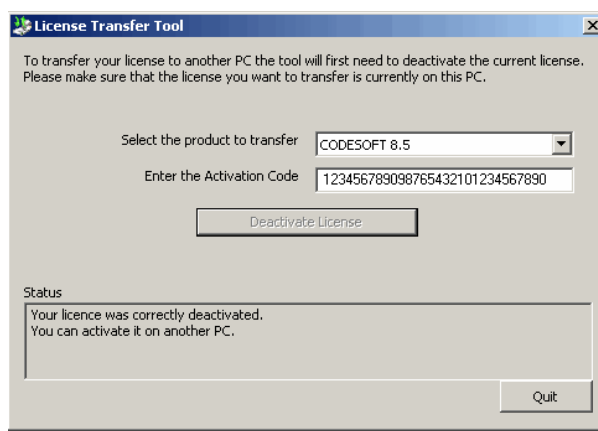 License Transfer Tool
To transfer your license to another PC the tool will first need to deactivate the current license.
Please make sure that the license you want to transfer is currently on this PC.
Select the product to transfer
CODESOFT 8.5
Enter the Activation Code
123456789098765432101234567890
Deactivate License
Status
Your licence was correctly deactivated.
You can activate it on another PC.
Quit